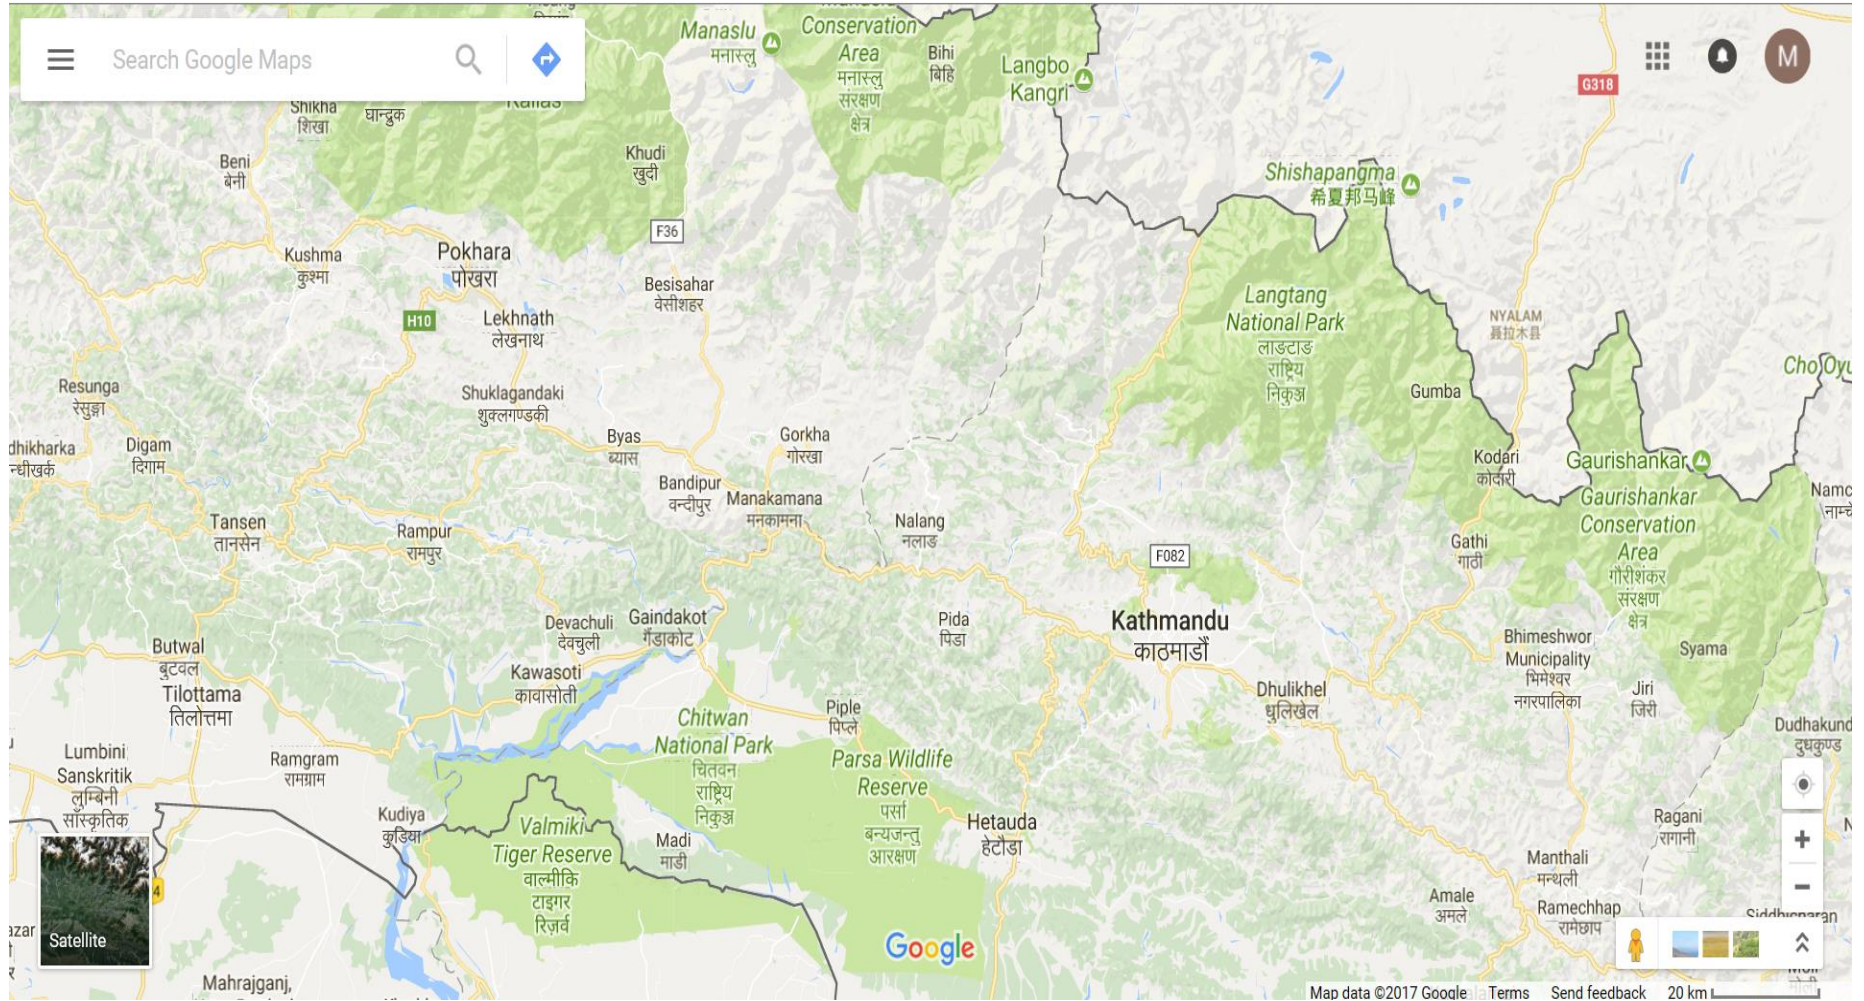 Search Google Maps
M
Manaslu
मनास्लु
Conservation
Area
मनास्लु
संरक्षण
क्षेत्र
Bihi
बिहि
Langbo
Kangri
G318
Shikha
शिखा
घान्द्रुक
Beni
बेनी
Khudi
खुदी
Shishapangma
希夏邦马峰
F36
Kushma
कुश्मा
Pokhara
पोखरा
Besisahar
वेसीशहर
Langtang
National Park
लाङटाङ
राष्ट्रिय
निकुञ्ज
H10
Lekhnath
लेखनाथ
NYALAM
聂拉木县
Cho Oyu
Resunga
रेसुङ्गा
Shuklagandaki
शुक्लागण्डकी
Gumba
dhikharka
न्धीखर्क
Digam
दिगाम
Byas
ब्यास
Gorkha
गोरखा
Kodari
कोदारी
Gaurishankar
Bandipur
वन्दीपुर
Manakamana
मनकामना
Gaurishankar
Conservation
Area
गौरीशंकर
संरक्षण
क्षेत्र
Namc
नाम्चे
Tansen
तानसेन
Rampur
रामपुर
Nalang
नलाङ
F082
Gathi
गाठी
Devachuli
देवचुली
Gaindakot
गैंडाकोट
Pida
पिडा
Kathmandu
काठमाडौं
Bhimeshwor
Municipality
भिमेश्वर
नगरपालिका
Syama
Butwal
बुटवल
Tilottama
तिलोत्तमा
Kawasoti
कावासोती
Dhulikhel
धुलिखेल
Jiri
जिरी
Piple
पिप्ले
Chitwan
National Park
चितवन
राष्ट्रिय
निकुञ्ज
Dudhakund
दुधकुण्ड
Lumbini
Sanskritik
लुम्बिनी
साँस्कृतिक
Ramgram
रामग्राम
Parsa Wildlife
Reserve
पर्सा
बन्यजन्तु
आरक्षण
Kudiya
कुडिया
Valmiki
Tiger Reserve
वाल्मीकि
टाइगर
रिज़र्व
Madi
माडी
Hetauda
हेटौडा
Ragani
रागानी
Manthali
मन्थली
4
Amale
अमले
Ramechhap
रामेछाप
azar
Satellite
Google
Mahrajganj,
Map data ©2017 Google Terms Send feedback 20 km